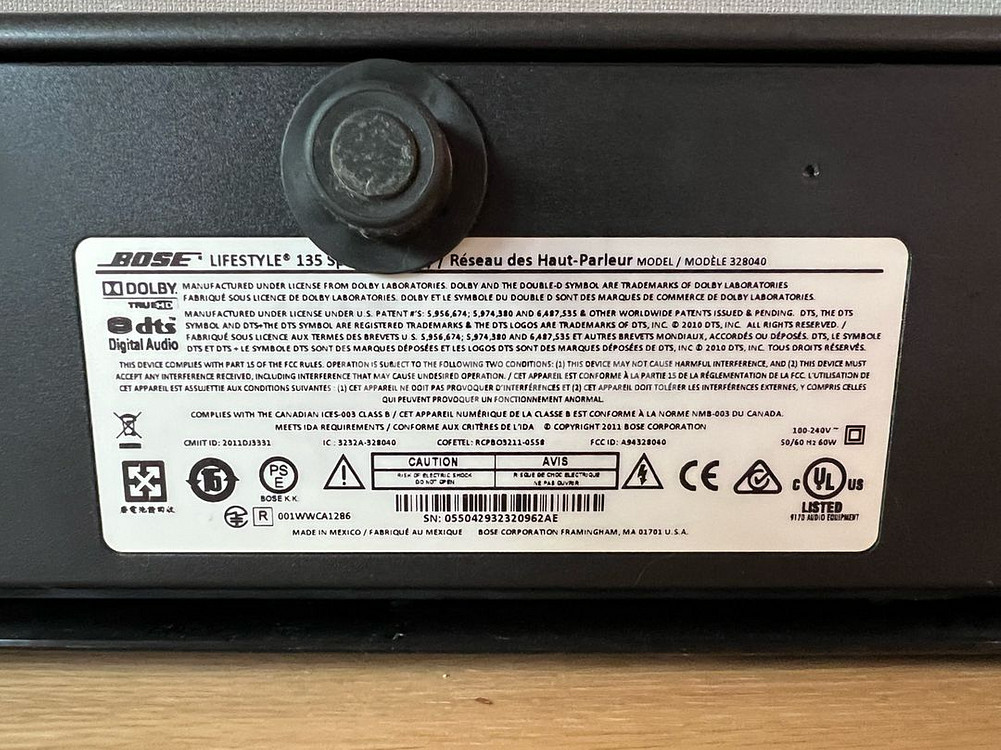 BOSE LIFESTYLE® 135 / Réseau des Haut-Parleur MODEL / MODÈLE 328040
DOLBY TRUEHD
MANUFACTURED UNDER LICENSE FROM DOLBY LABORATORIES. DOLBY AND THE DOUBLE-D SYMBOL ARE TRADEMARKS OF DOLBY LABORATORIES
FABRIQUÉ SOUS LICENCE DE DOLBY LABORATORIES. DOLBY ET LE SYMBOLE DU DOUBLE D SONT DES MARQUES DE COMMERCE DE DOLBY LABORATORIES.
dts Digital Audio
MANUFACTURED UNDER LICENSE UNDER U.S. PATENT #'S: 5,956,674; 5,974,380 AND 6,487,535 & OTHER WORLDWIDE PATENTS ISSUED & PENDING. DTS, THE DTS
SYMBOL AND DTS+THE DTS SYMBOL ARE REGISTERED TRADEMARKS & THE DTS LOGOS ARE TRADEMARKS OF DTS, INC. © 2010 DTS, INC. ALL RIGHTS RESERVED. /
FABRIQUÉ SOUS LICENCE AUX TERMES DES BREVETS U S. 5,956,674; 5,974,380 AND 6,487,535 ET AUTRES BREVETS MONDIAUX, ACCORDÉS OU DÉPOSÉS. DTS, LE SYMBOLE
DTS ET DTS + LE SYMBOLE DTS SONT DES MARQUES DÉPOSÉES ET LES LOGOS DTS SONT DES MARQUES DÉPOSÉES DE DTS, INC © 2010 DTS, INC. TOUS DROITS RÉSERVÉS.
THIS DEVICE COMPLIES WITH PART 15 OF THE FCC RULES. OPERATION IS SUBJECT TO THE FOLLOWING TWO CONDITIONS: (1) THIS DEVICE MAY NOT CAUSE HARMFUL INTERFERENCE, AND (2) THIS DEVICE MUST
ACCEPT ANY INTERFERENCE RECEIVED, INCLUDING INTERFERENCE THAT MAY CAUSE UNDESIRED OPERATION. / CET APPAREIL EST CONFORME À LA PARTIE 15 DE LA RÉGLEMENTATION DE LA FCC. L'UTILISATION DE
CET APPAREIL EST ASSUJETTIE AUX CONDITIONS SUIVANTES : (1) CET APPAREIL NE DOIT PAS PROVOQUER D'INTERFÉRENCES ET (2) CET APPAREIL DOIT TOLÉRER LES INTERFÉRENCES EXTERNES, Y COMPRIS CELLES
QUI PEUVENT PROVOQUER UN FONCTIONNEMENT ANORMAL.
COMPLIES WITH THE CANADIAN ICES-003 CLASS B / CET APPAREIL NUMÉRIQUE DE LA CLASSE B EST CONFORME À LA NORME NMB-003 DU CANADA.
MEETS IDA REQUIREMENTS / CONFORME AUX CRITÈRES DE L'IDA © COPYRIGHT 2011 BOSE CORPORATION
100-240V ~
50/60 Hz 60W
CMIIT ID: 2011DJ3331 IC : 3232A-328040 COFETEL: RCPBO3211-0558 FCC ID: A94328040
廢電池請回收
15
PS E
BOSE K.K.
CAUTION AVIS
RISK OF ELECTRIC SHOCK DO NOT OPEN
RISQUE DE CHOC ELECTRIQUE NE PAS OUVRIR
CE
c UL US
LISTED
917D AUDIO EQUIPMENT
R 001WWCA1286
SN: 055042932320962AE
MADE IN MEXICO / FABRIQUÉ AU MEXIQUE BOSE CORPORATION FRAMINGHAM, MA 01701 U.S.A.